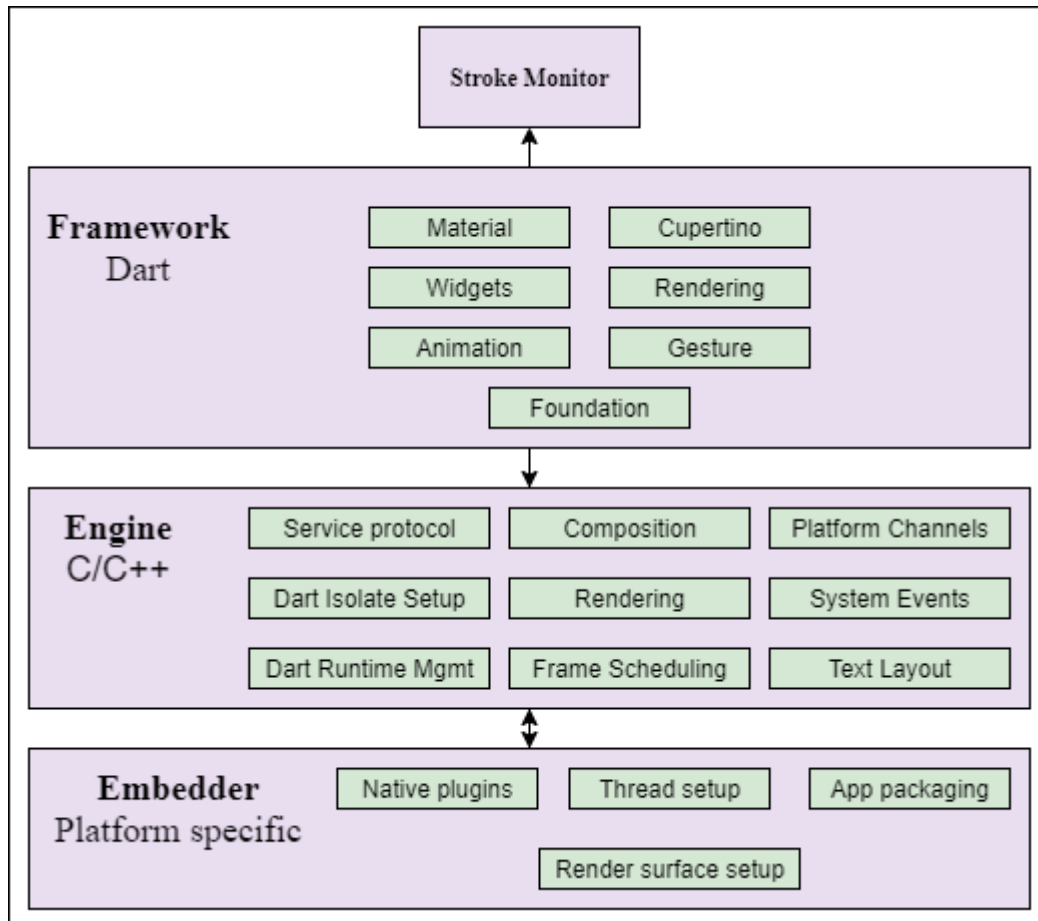 Stroke Monitor
Framework
Dart
Material
Cupertino
Widgets
Rendering
Animation
Gesture
Foundation
Engine
C/C++
Service protocol
Composition
Platform Channels
Dart Isolate Setup
Rendering
System Events
Dart Runtime Mgmt
Frame Scheduling
Text Layout
Embedder
Platform specific
Native plugins
Thread setup
App packaging
Render surface setup